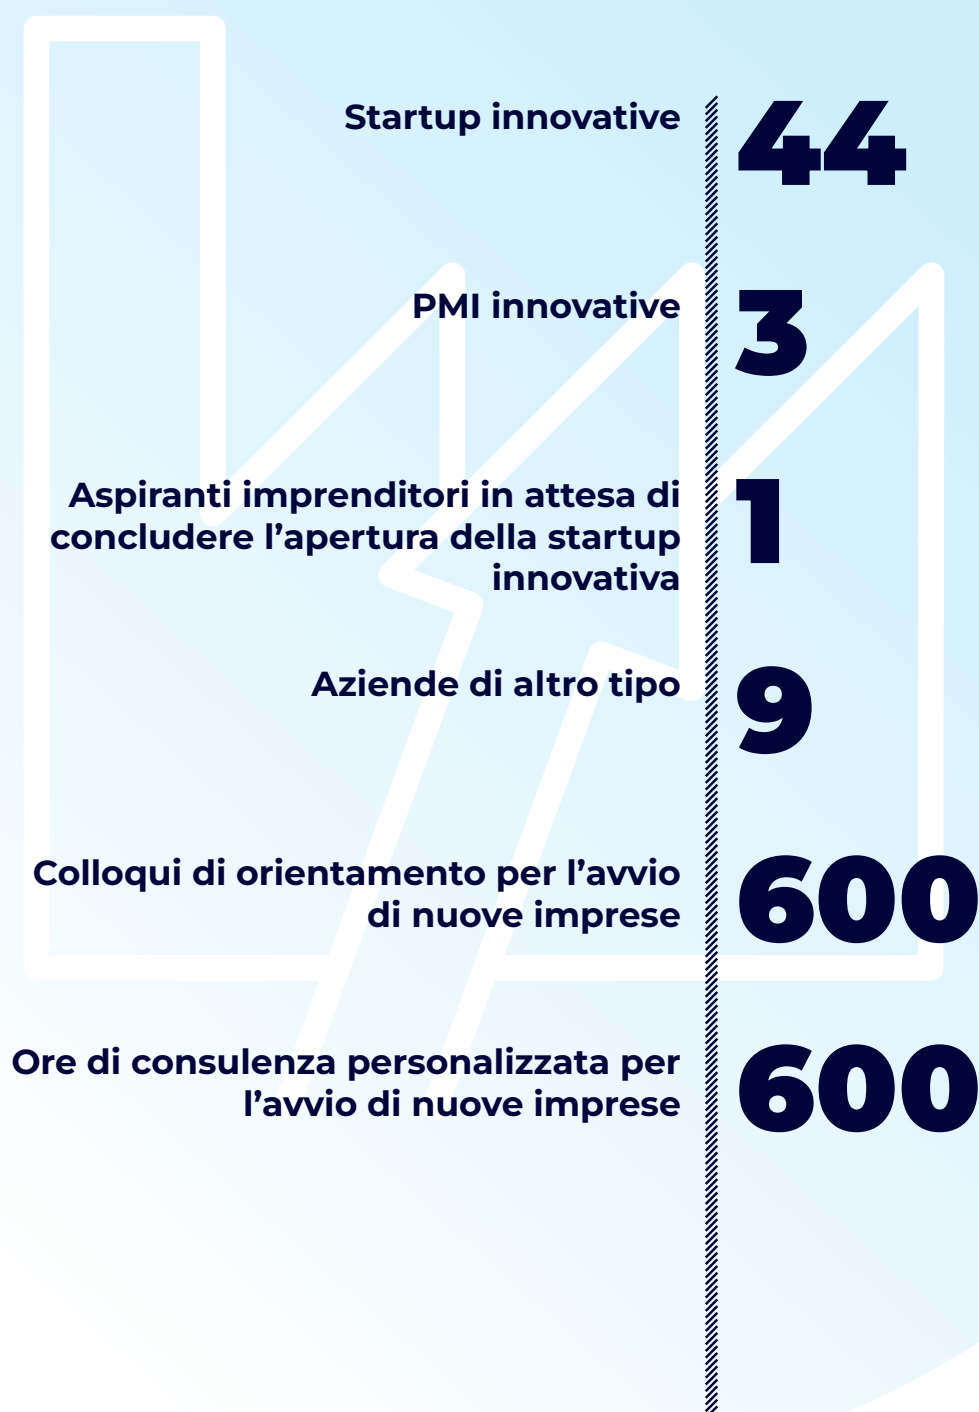 Startup innovative 44
PMI innovative 3
Aspiranti imprenditori in attesa di 1
concludere l’apertura della startup
innovativa
Aziende di altro tipo 9
Colloqui di orientamento per l’avvio 600
di nuove imprese
Ore di consulenza personalizzata per 600
l’avvio di nuove imprese